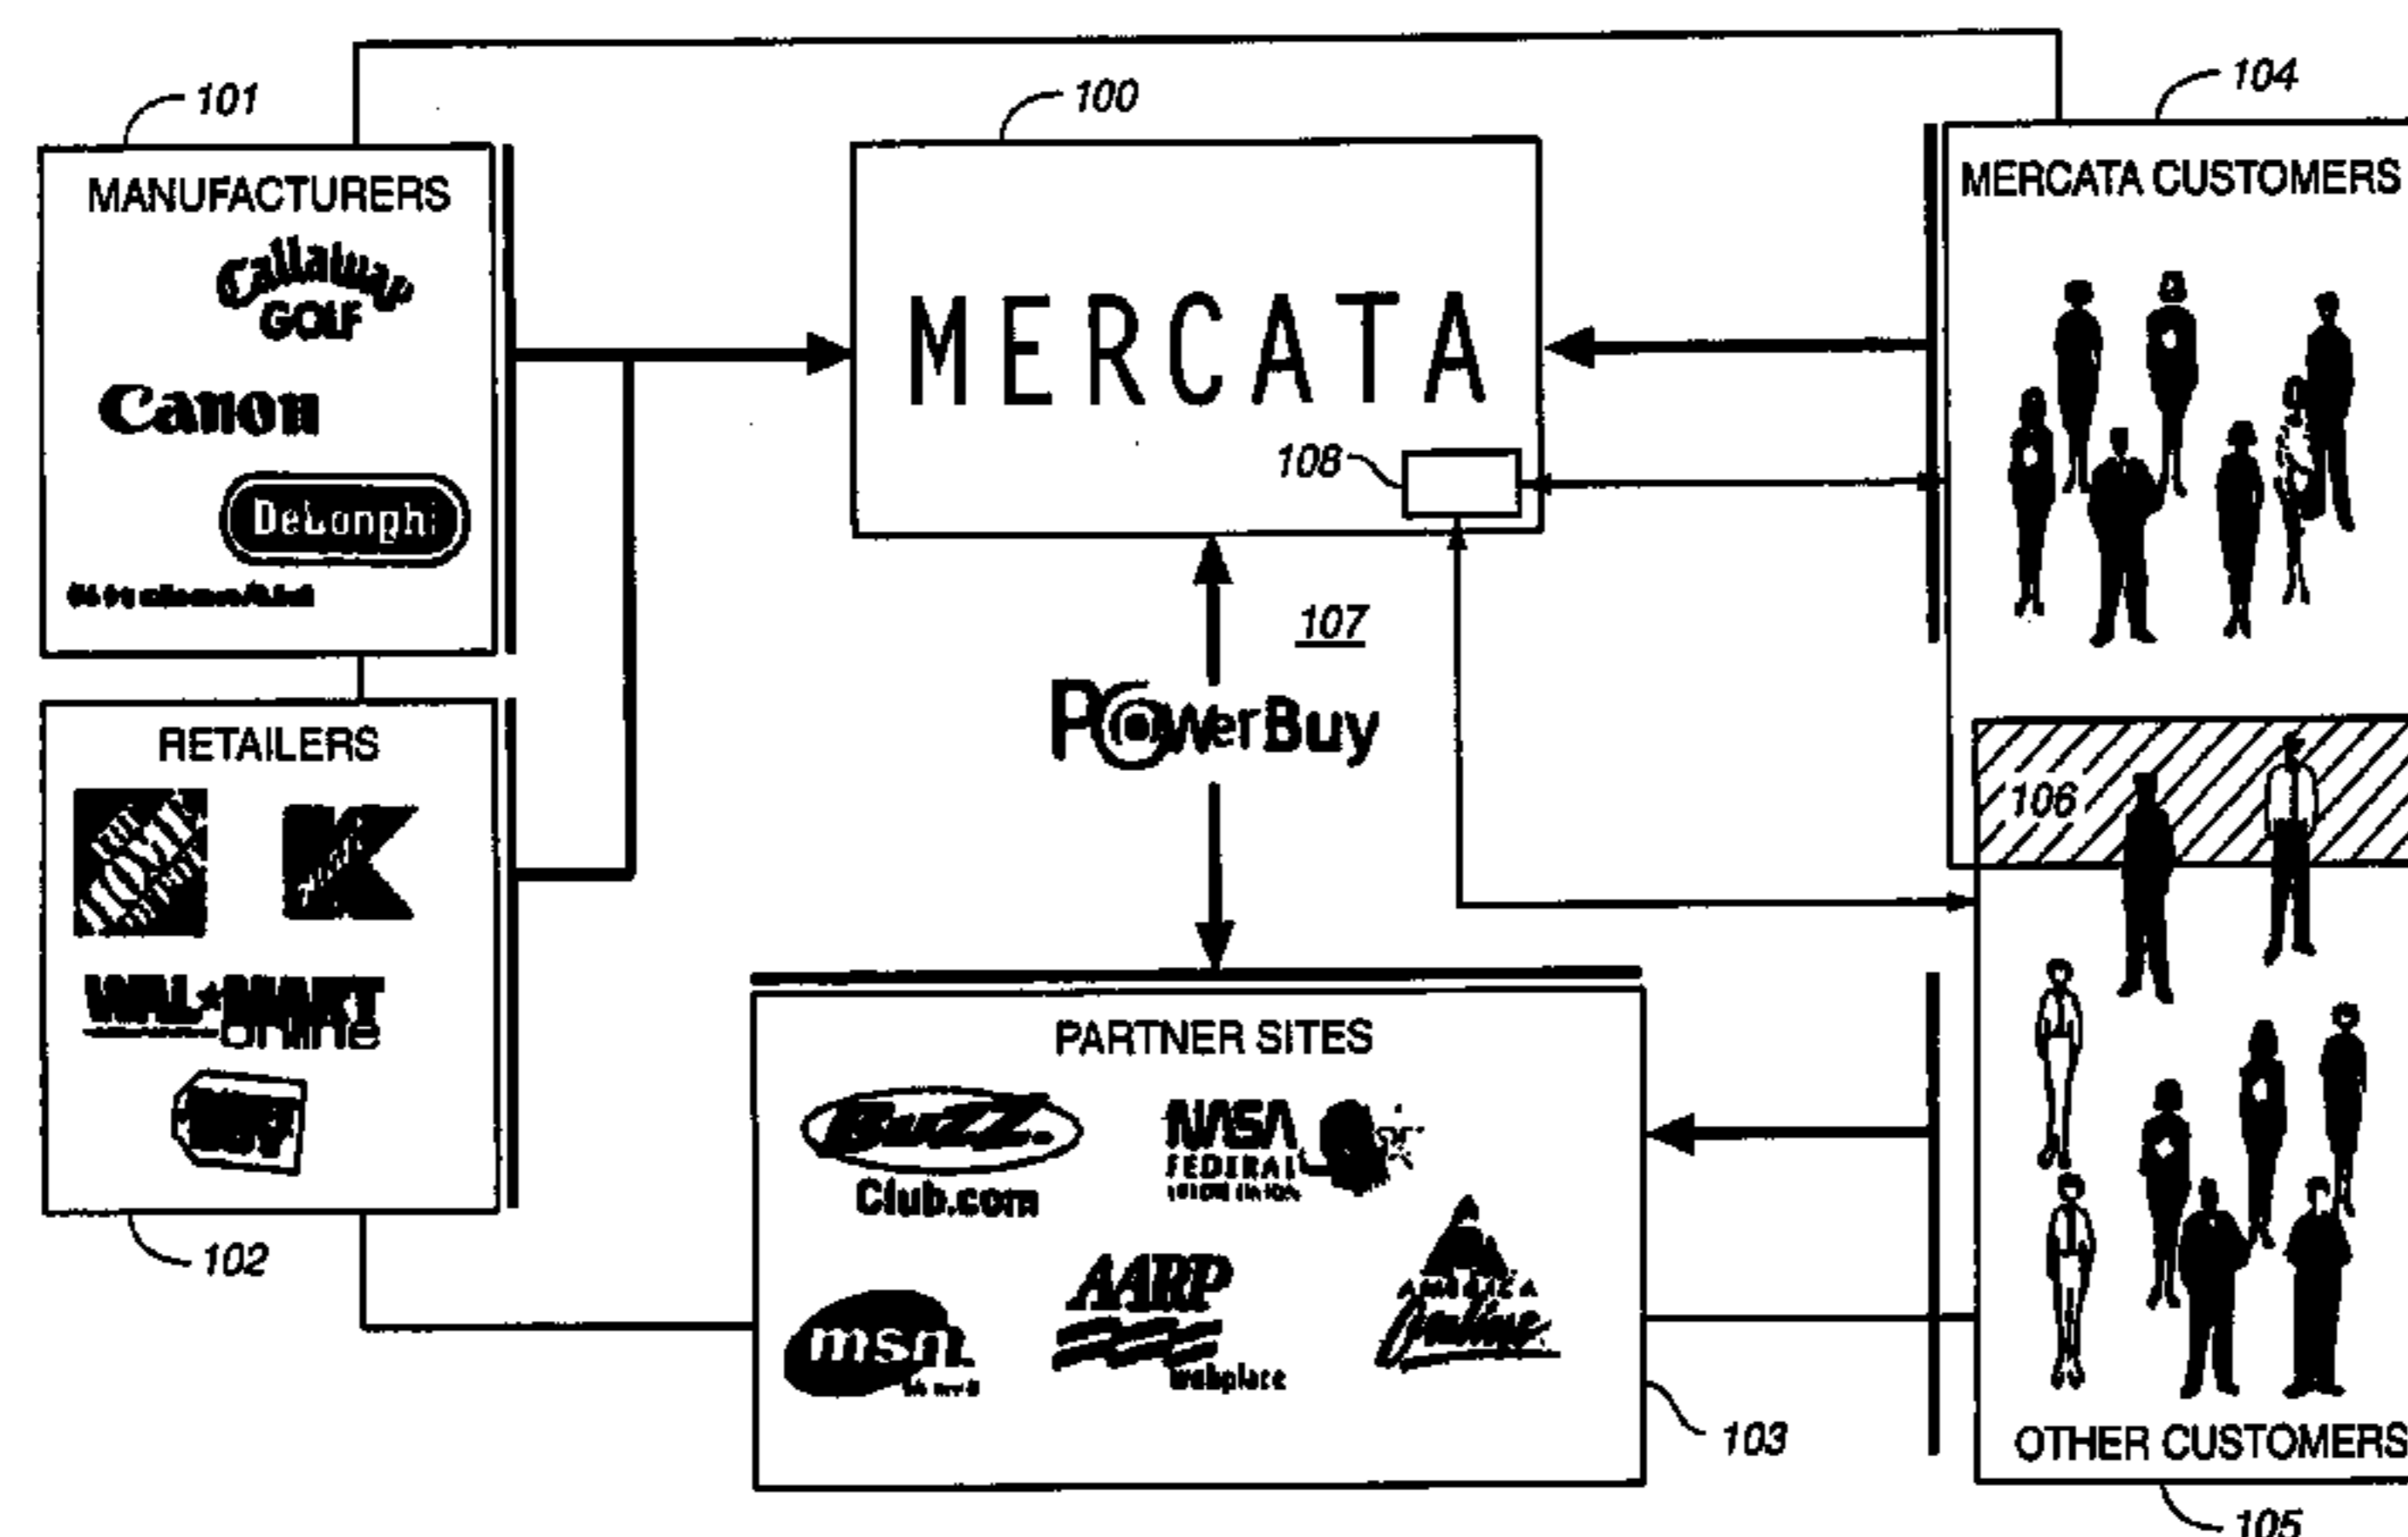 101
100
104
MANUFACTURERS
Callaway
GOLF
Canon
DeLonghi
MERCATA
108
MERCATA CUSTOMERS
107
PowerBuy
RETAILERS
WAL★MART
online
BUY
102
106
PARTNER SITES
Buzz
Club.com
NASA
FEDERAL
msn
AARP
webplace
AMERICA
Online
103
OTHER CUSTOMERS
105